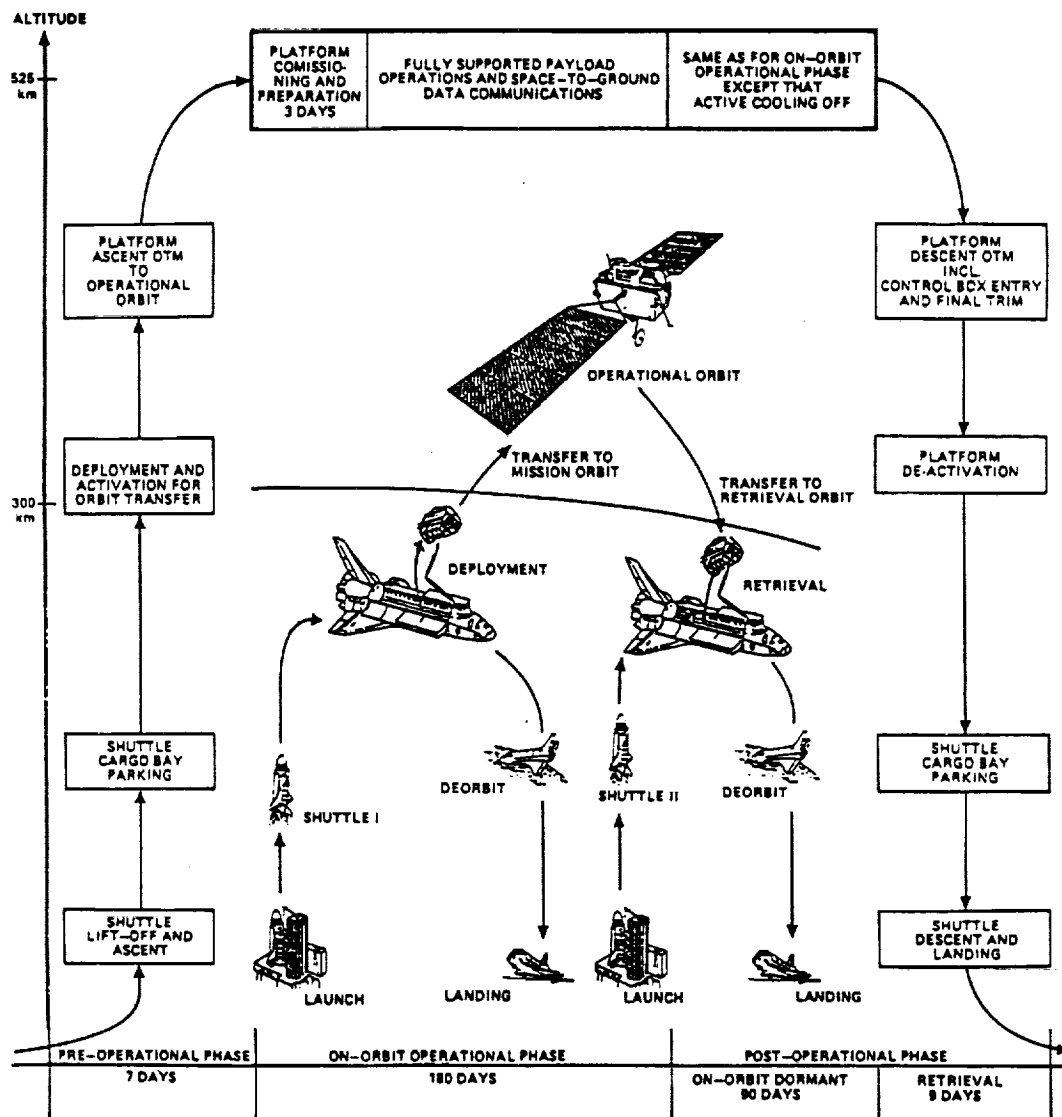 ALTITUDE
525
km
300
km
PLATFORM
COMISSIO-
NING AND
PREPARATION
3 DAYS
FULLY SUPPORTED PAYLOAD
OPERATIONS AND SPACE-TO-GROUND
DATA COMMUNICATIONS
SAME AS FOR ON-ORBIT
OPERATIONAL PHASE
EXCEPT THAT
ACTIVE COOLING OFF
PLATFORM
ASCENT OTM
TO
OPERATIONAL
ORBIT
DEPLOYMENT AND
ACTIVATION FOR
ORBIT TRANSFER
SHUTTLE
CARGO BAY
PARKING
SHUTTLE
LIFT-OFF AND
ASCENT
OPERATIONAL ORBIT
TRANSFER TO
MISSION ORBIT
TRANSFER TO
RETRIEVAL ORBIT
DEPLOYMENT
RETRIEVAL
SHUTTLE I
DEORBIT
SHUTTLE II
DEORBIT
LAUNCH
LANDING
LAUNCH
LANDING
PLATFORM
DESCENT OTM
INCL.
CONTROL BOX ENTRY
AND FINAL TRIM
PLATFORM
DE-ACTIVATION
SHUTTLE
CARGO BAY
PARKING
SHUTTLE
DESCENT AND
LANDING
PRE-OPERATIONAL PHASE
7 DAYS
ON-ORBIT OPERATIONAL PHASE
180 DAYS
POST-OPERATIONAL PHASE
ON-ORBIT DORMANT
90 DAYS
RETRIEVAL
9 DAYS